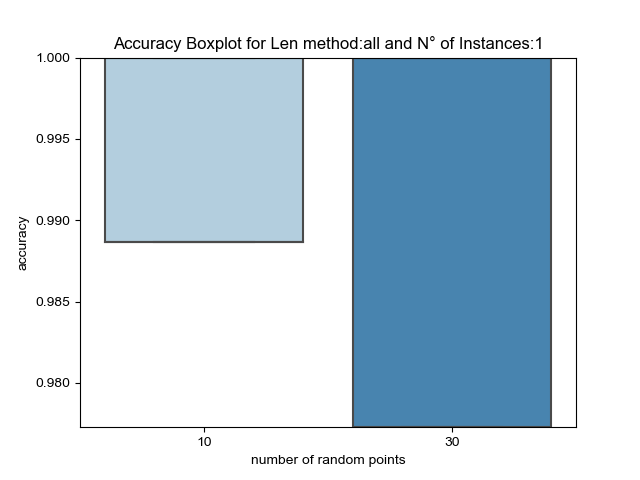 Accuracy Boxplot for Len method:all and N° of Instances:1
1.000
0.995
0.990
0.985
0.980
accuracy
10 30
number of random points